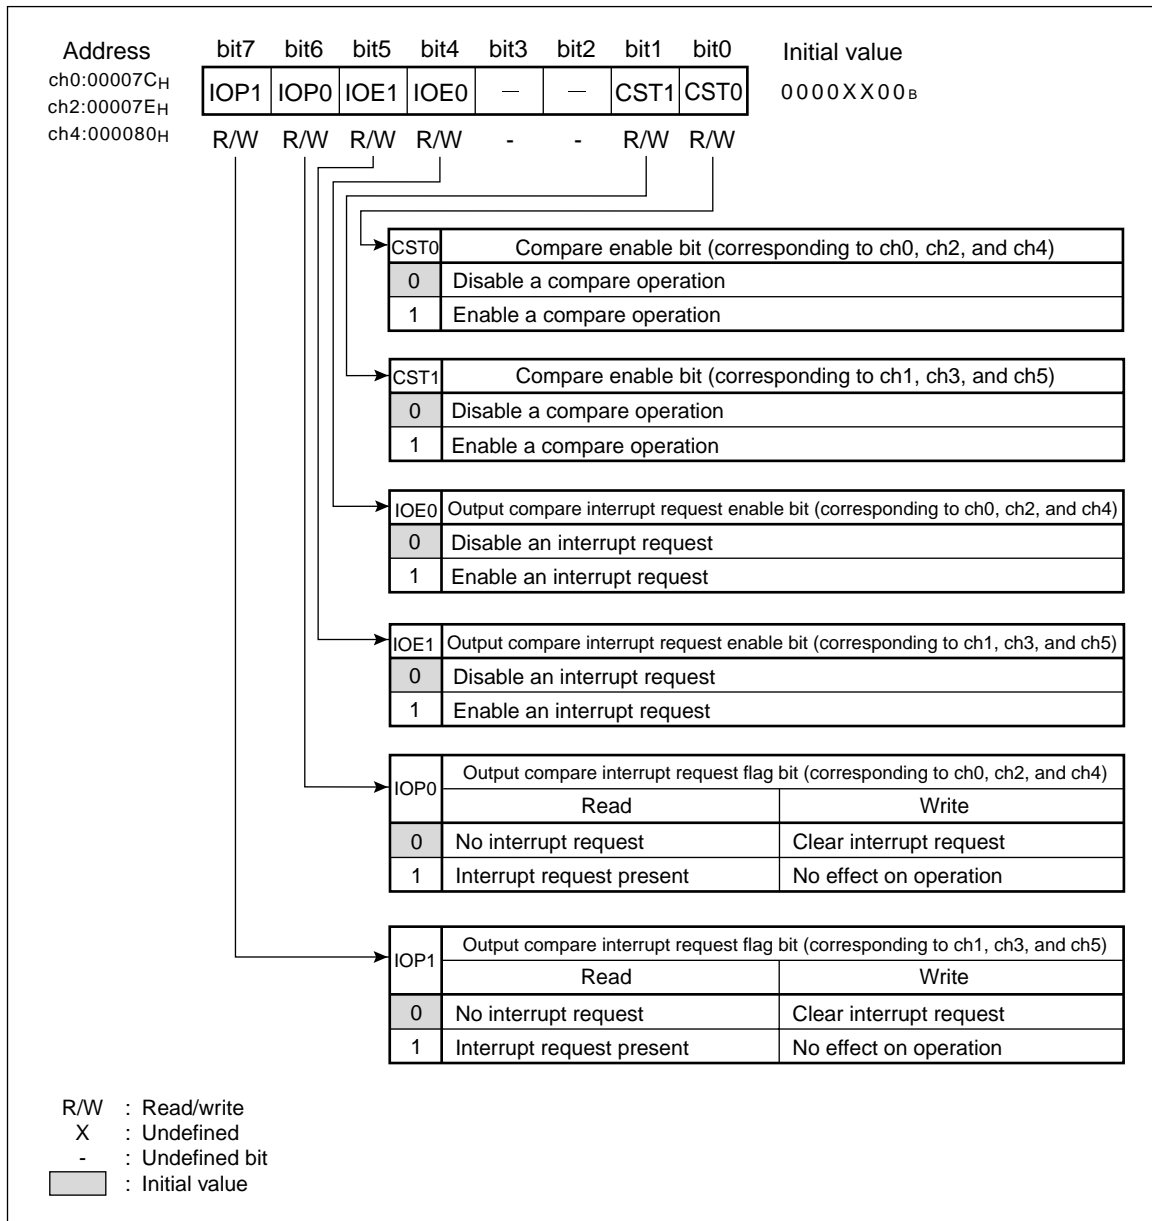 Address bit7 bit6 bit5 bit4 bit3 bit2 bit1 bit0 Initial value
ch0:00007CH IOP1 IOP0 IOE1 IOE0 — — CST1 CST0 0000XX00B
ch2:00007EH
ch4:000080H R/W R/W R/W R/W - - R/W R/W
CST0 Compare enable bit (corresponding to ch0, ch2, and ch4)
0 Disable a compare operation
1 Enable a compare operation
CST1 Compare enable bit (corresponding to ch1, ch3, and ch5)
0 Disable a compare operation
1 Enable a compare operation
IOE0 Output compare interrupt request enable bit (corresponding to ch0, ch2, and ch4)
0 Disable an interrupt request
1 Enable an interrupt request
IOE1 Output compare interrupt request enable bit (corresponding to ch1, ch3, and ch5)
0 Disable an interrupt request
1 Enable an interrupt request
IOP0 Output compare interrupt request flag bit (corresponding to ch0, ch2, and ch4)
Read Write
0 No interrupt request Clear interrupt request
1 Interrupt request present No effect on operation
IOP1 Output compare interrupt request flag bit (corresponding to ch1, ch3, and ch5)
Read Write
0 No interrupt request Clear interrupt request
1 Interrupt request present No effect on operation
R/W : Read/write
X : Undefined
- : Undefined bit
: Initial value